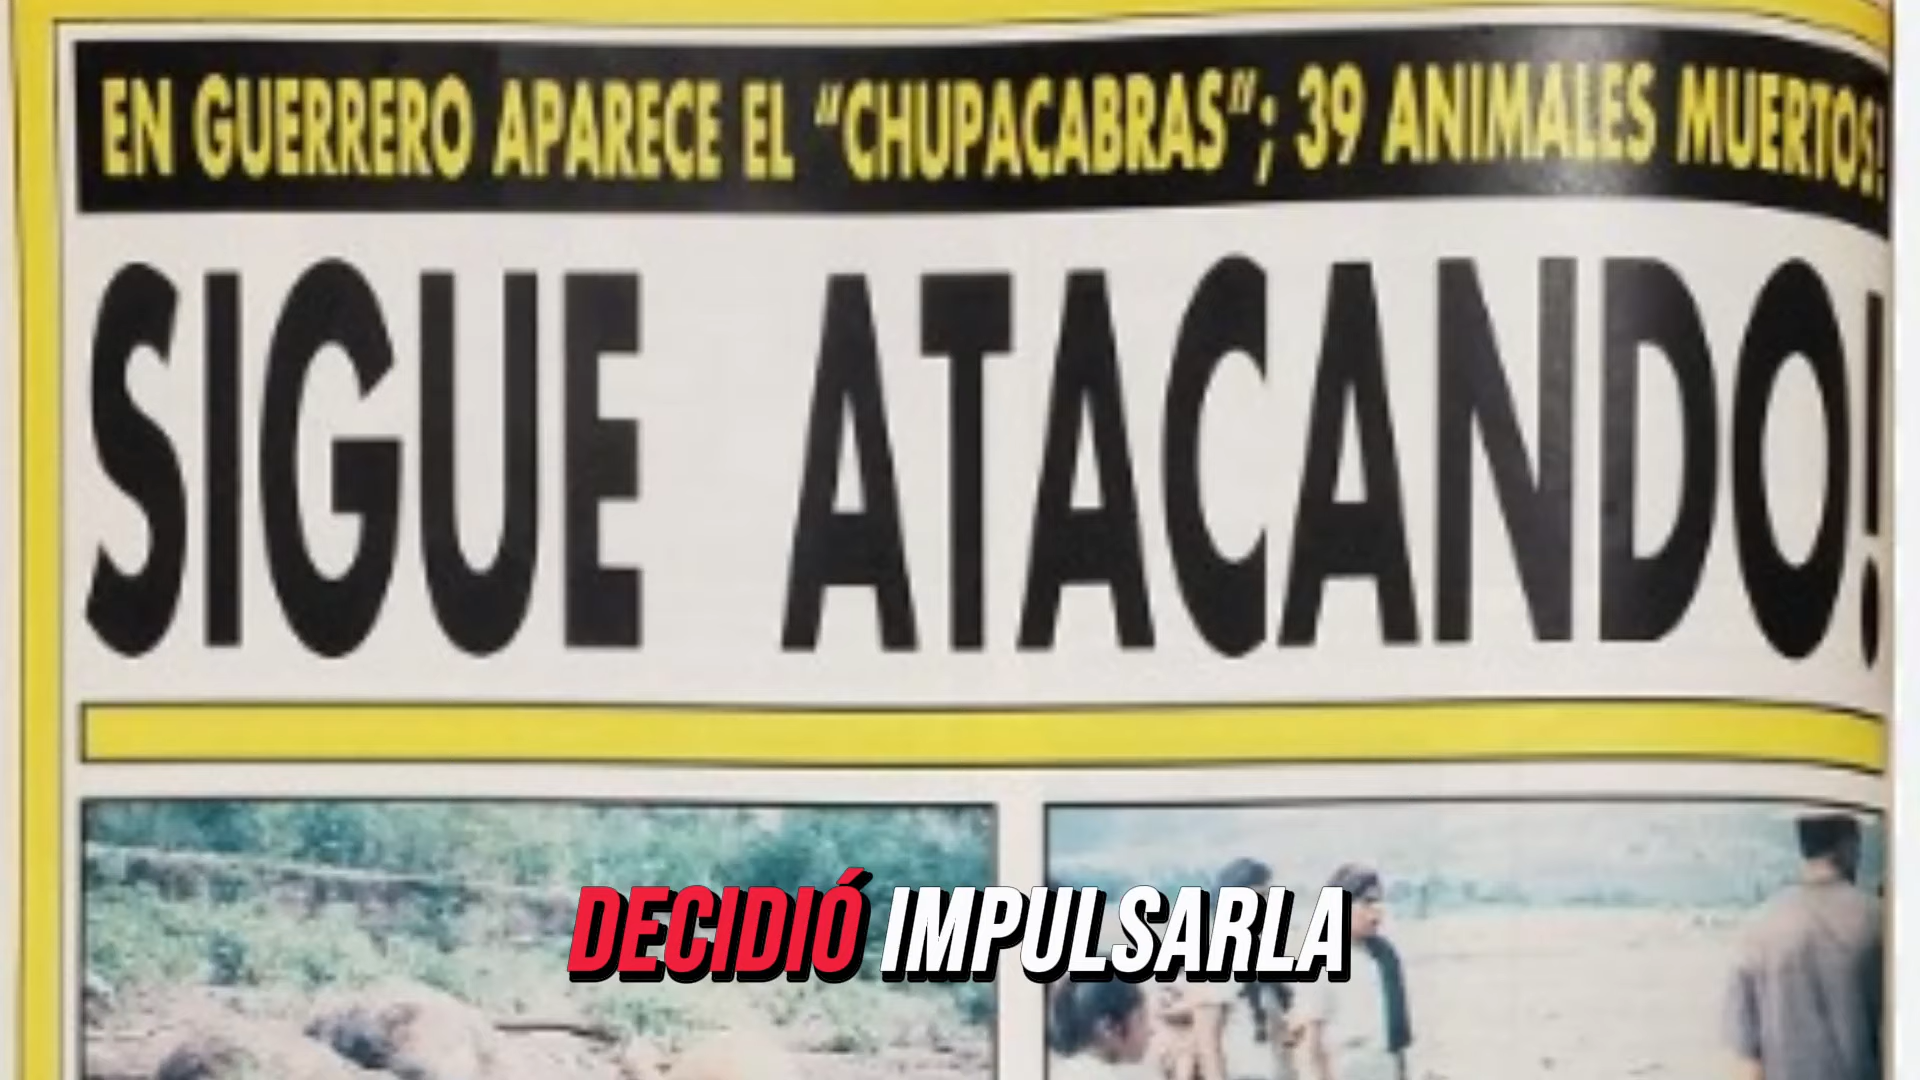 EN GUERRERO APARECE EL “CHUPACABRAS”; 39 ANIMALES MUERTOS!
SIGUE ATACANDO!
DECIDIÓ IMPULSARLA